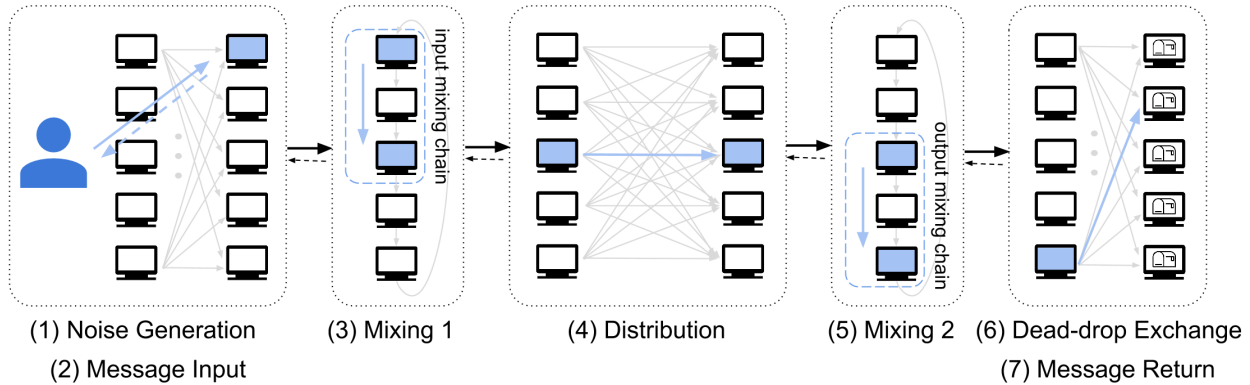 input mixing chain
output mixing chain
(1) Noise Generation
(2) Message Input
(3) Mixing 1
(4) Distribution
(5) Mixing 2
(6) Dead-drop Exchange
(7) Message Return